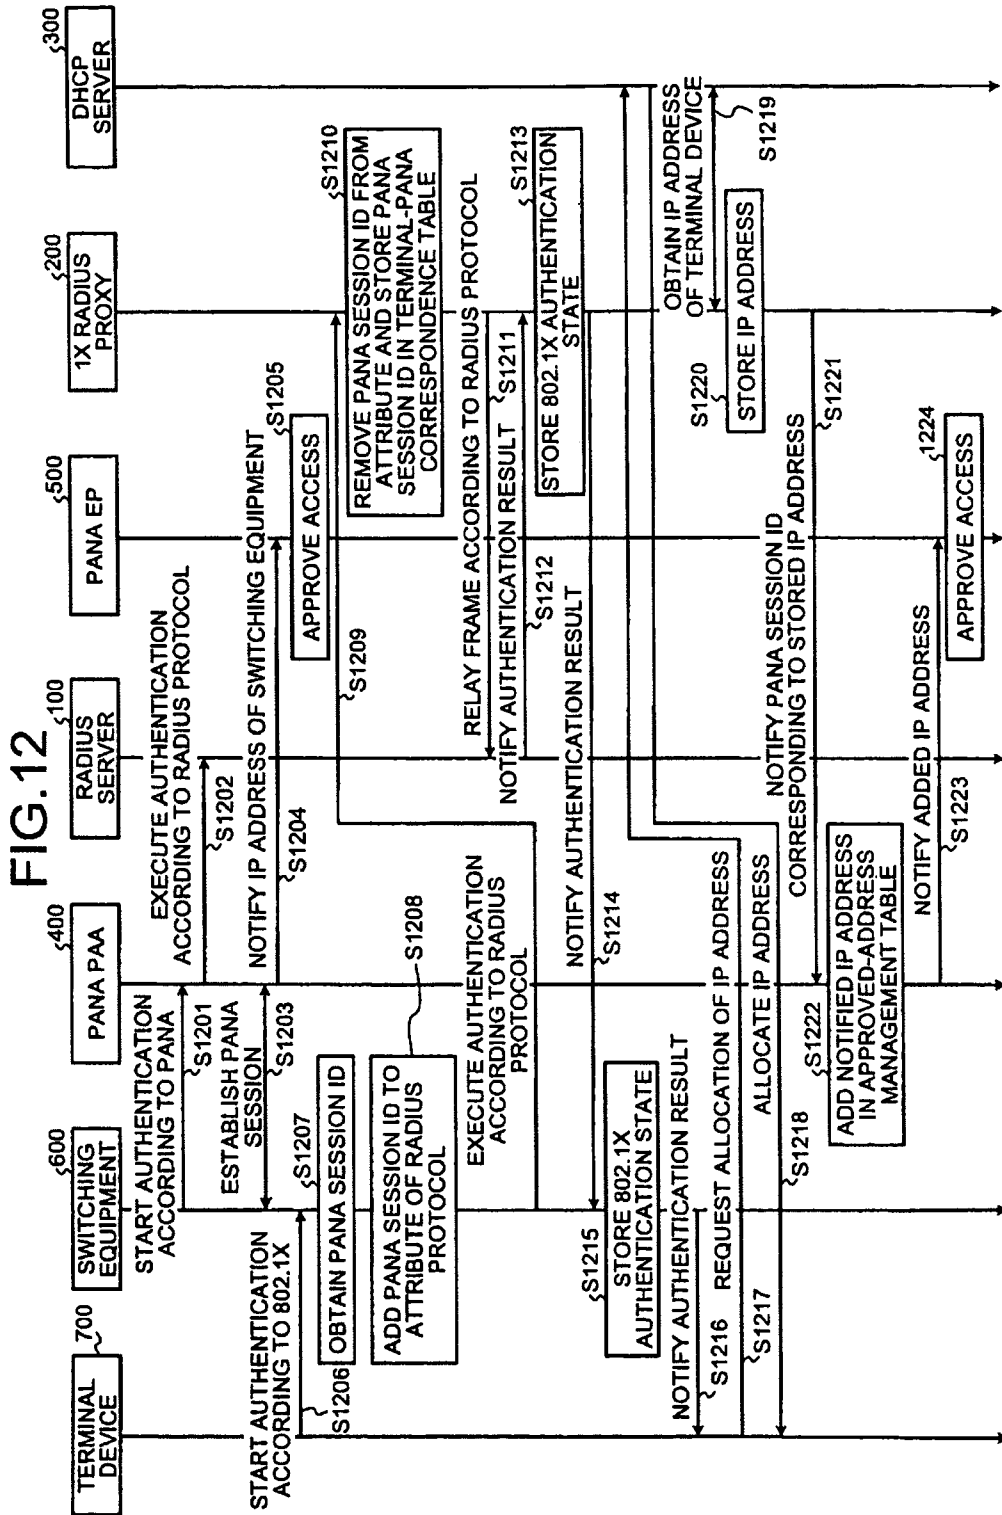 FIG.12
TERMINAL
DEVICE
700
SWITCHING
EQUIPMENT
600
PANA PAA
400
RADIUS
SERVER
100
PANA EP
500
1X RADIUS
PROXY
200
DHCP
SERVER
300
START AUTHENTICATION
ACCORDING TO PANA
S1201
EXECUTE AUTHENTICATION
ACCORDING TO RADIUS PROTOCOL
S1202
ESTABLISH PANA
SESSION
S1203
NOTIFY IP ADDRESS OF SWITCHING EQUIPMENT
S1204
APPROVE ACCESS
S1205
START AUTHENTICATION
ACCORDING TO 802.1X
S1206
OBTAIN PANA SESSION ID
S1207
ADD PANA SESSION ID TO
ATTRIBUTE OF RADIUS
PROTOCOL
S1208
EXECUTE AUTHENTICATION
ACCORDING TO RADIUS
PROTOCOL
S1209
REMOVE PANA SESSION ID FROM
ATTRIBUTE AND STORE PANA
SESSION ID IN TERMINAL-PANA
CORRESPONDENCE TABLE
S1210
RELAY FRAME ACCORDING TO RADIUS PROTOCOL
S1211
NOTIFY AUTHENTICATION RESULT
S1212
STORE 802.1X AUTHENTICATION
STATE
S1213
NOTIFY AUTHENTICATION RESULT
S1214
STORE 802.1X
AUTHENTICATION STATE
S1215
NOTIFY AUTHENTICATION RESULT
S1216
REQUEST ALLOCATION OF IP ADDRESS
S1217
ALLOCATE IP ADDRESS
S1218
OBTAIN IP ADDRESS
OF TERMINAL DEVICE
S1219
STORE IP ADDRESS
S1220
NOTIFY PANA SESSION ID
CORRESPONDING TO STORED IP ADDRESS
S1221
ADD NOTIFIED IP ADDRESS
IN APPROVED-ADDRESS
MANAGEMENT TABLE
S1222
NOTIFY ADDED IP ADDRESS
S1223
APPROVE ACCESS
1224